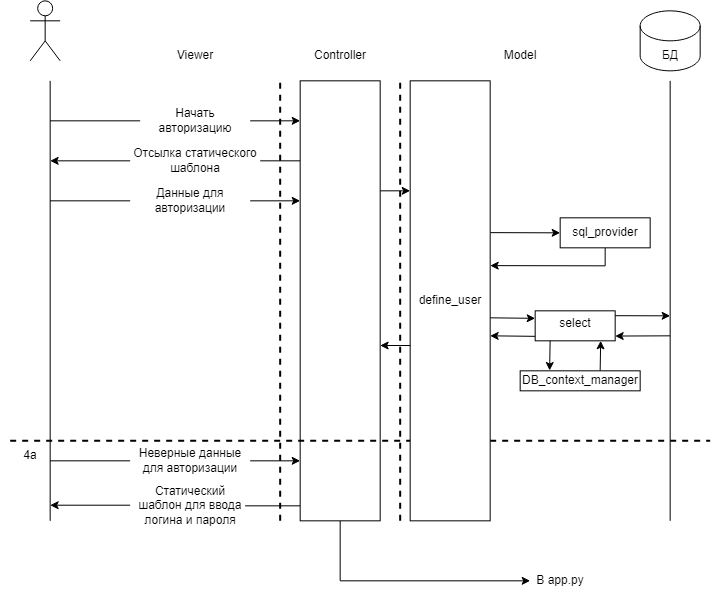 Viewer
Controller
Model
БД
Начать
авторизацию
Отсылка статического
шаблона
Данные для
авторизации
sql_provider
define_user
select
DB_context_manager
4а
Неверные данные
для авторизации
Статический
шаблон для ввода
логина и пароля
В app.py